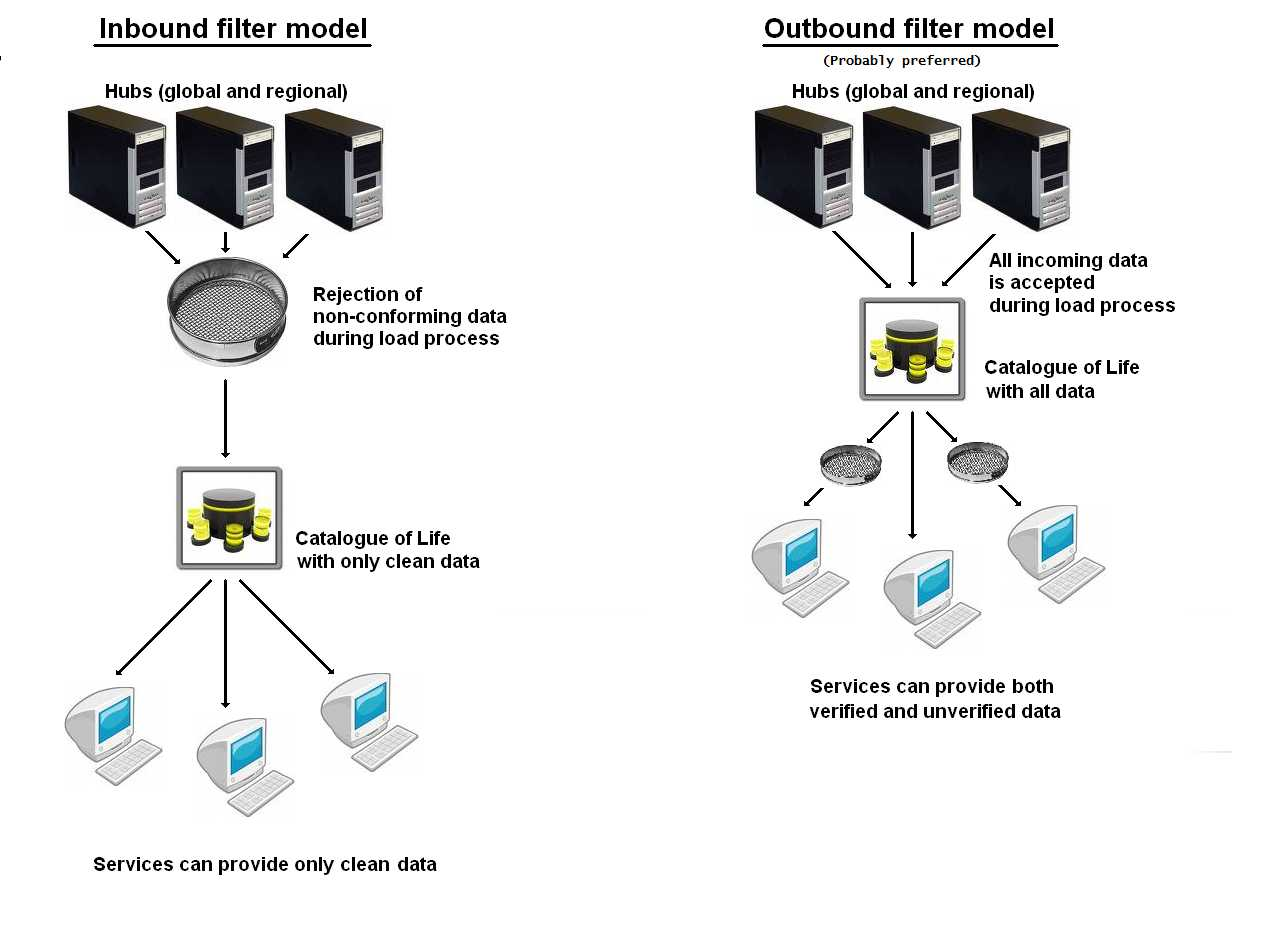 Inbound filter model
Hubs (global and regional)
Rejection of
non-conforming data
during load process
Catalogue of Life
with only clean data
Services can provide only clean data
Outbound filter model
(Probably preferred)
Hubs (global and regional)
All incoming data
is accepted
during load process
Catalogue of Life
with all data
Services can provide both
verified and unverified data